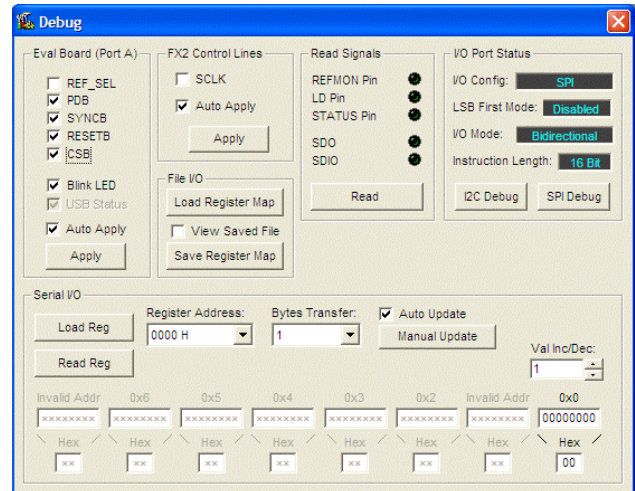 Debug
Eval Board (Port A)
REF_SEL
PDB
SYNCB
RESETB
CSB
Blink LED
USB Status
Auto Apply
Apply
FX2 Control Lines
SCLK
Auto Apply
Apply
File I/O
Load Register Map
View Saved File
Save Register Map
Read Signals
REFMON Pin
LD Pin
STATUS Pin
SDO
SDIO
Read
I/O Port Status
I/O Config: SPI
LSB First Mode: Disabled
I/O Mode: Bidirectional
Instruction Length: 16 Bit
I2C Debug SPI Debug
Serial I/O
Load Reg
Read Reg
Register Address:
0000 H
Bytes Transfer:
1
Auto Update
Manual Update
Val Inc/Dec:
1
Invalid Addr 0x6 0x5 0x4 0x3 0x2 Invalid Addr 0x0
xxxxxxxx xxxxxxxx xxxxxxxx xxxxxxxx xxxxxxxx xxxxxxxx xxxxxxxx 00000000
Hex Hex Hex Hex Hex Hex Hex Hex
xx xx xx xx xx xx xx 00